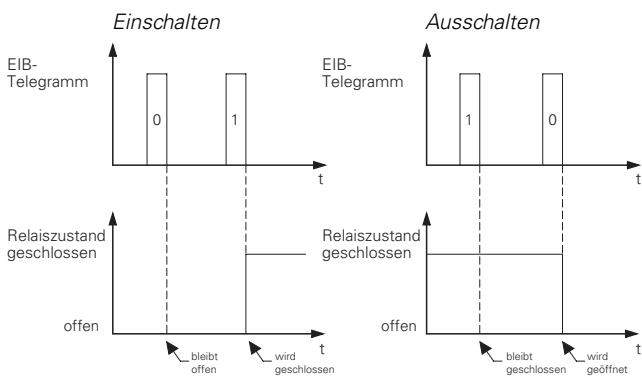 Einschalten
EIB-
Telegramm
0
1
t
Relaiszustand
geschlossen
offen
t
bleibt
offen
wird
geschlossen
Ausschalten
EIB-
Telegramm
1
0
t
Relaiszustand
geschlossen
offen
t
bleibt
geschlossen
wird
geöffnet